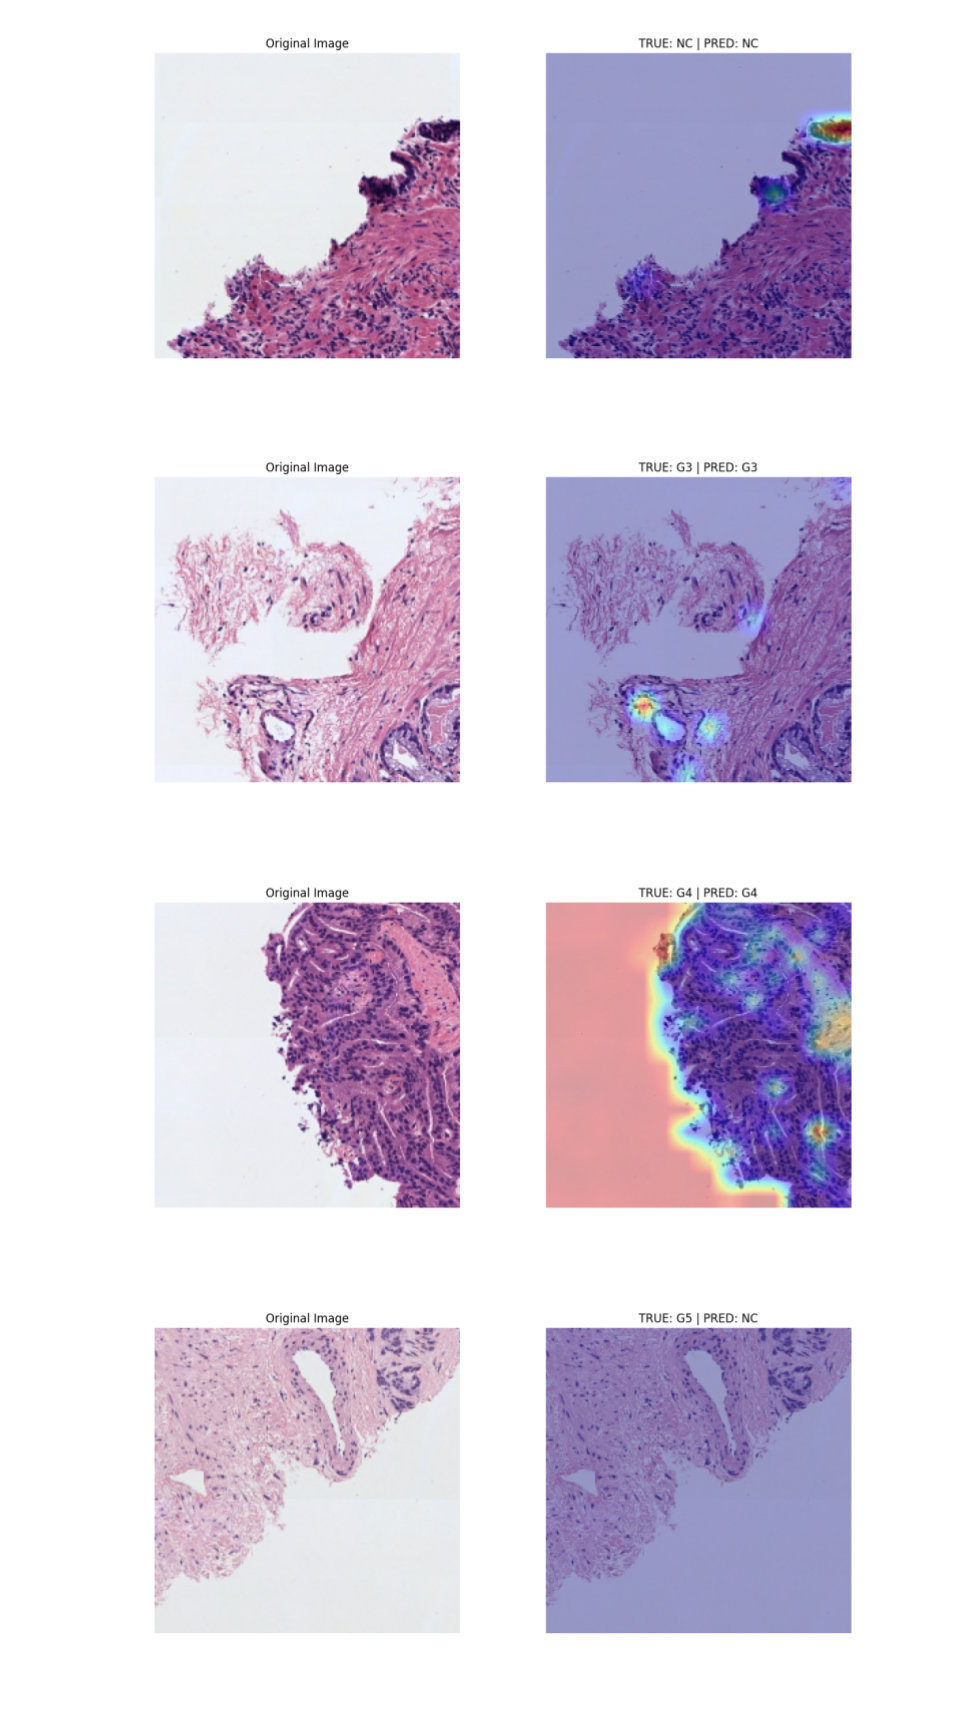 Original Image
TRUE: NC | PRED: NC
Original Image
TRUE: G3 | PRED: G3
Original Image
TRUE: G4 | PRED: G4
Original Image
TRUE: G5 | PRED: NC